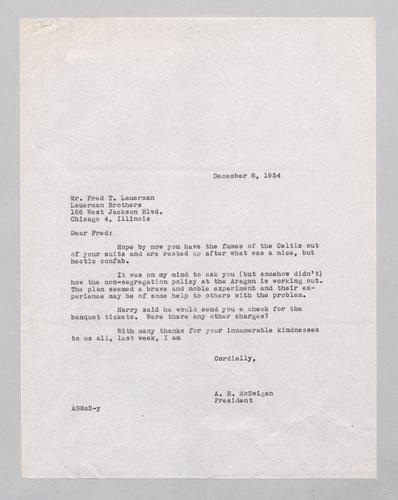 December 8, 1954
Mr. Fred T. Lauerman
Lauerman Brothers
166 West Jackson Blvd.
Chicago 4, Illinois
Dear Fred:
Hope by now you have the fumes of the Celtic out
of your suits and are rested up after what was a nice, but
hectic confab.
It was on my mind to ask you (but somehow didn't)
how the non-segregation policy at the Aragon is working out.
The plan seemed a brave and noble experiment and their ex-
perience may be of some help to others with the problem.
Harry said he would send you a check for the
banquet tickets. Were there any other charges?
With many thanks for your innumerable kindnesses
to us all, last week, I am
Cordially,
A. B. McSwigan
President
ABMcS-y